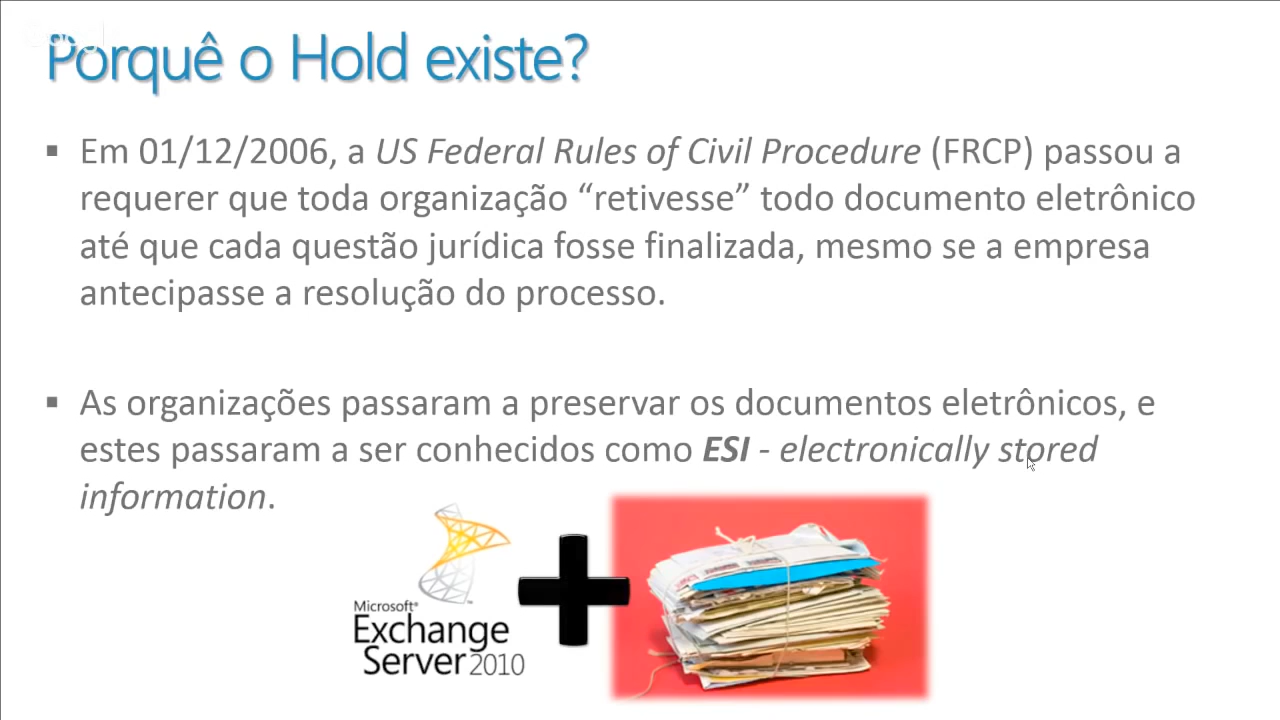 Porquê o Hold existe?
▪ Em 01/12/2006, a US Federal Rules of Civil Procedure (FRCP) passou a
requerer que toda organização “retivesse” todo documento eletrônico
até que cada questão jurídica fosse finalizada, mesmo se a empresa
antecipasse a resolução do processo.
▪ As organizações passaram a preservar os documentos eletrônicos, e
estes passaram a ser conhecidos como ESI - electronically stored
information.
Microsoft®
Exchange
Server 2010